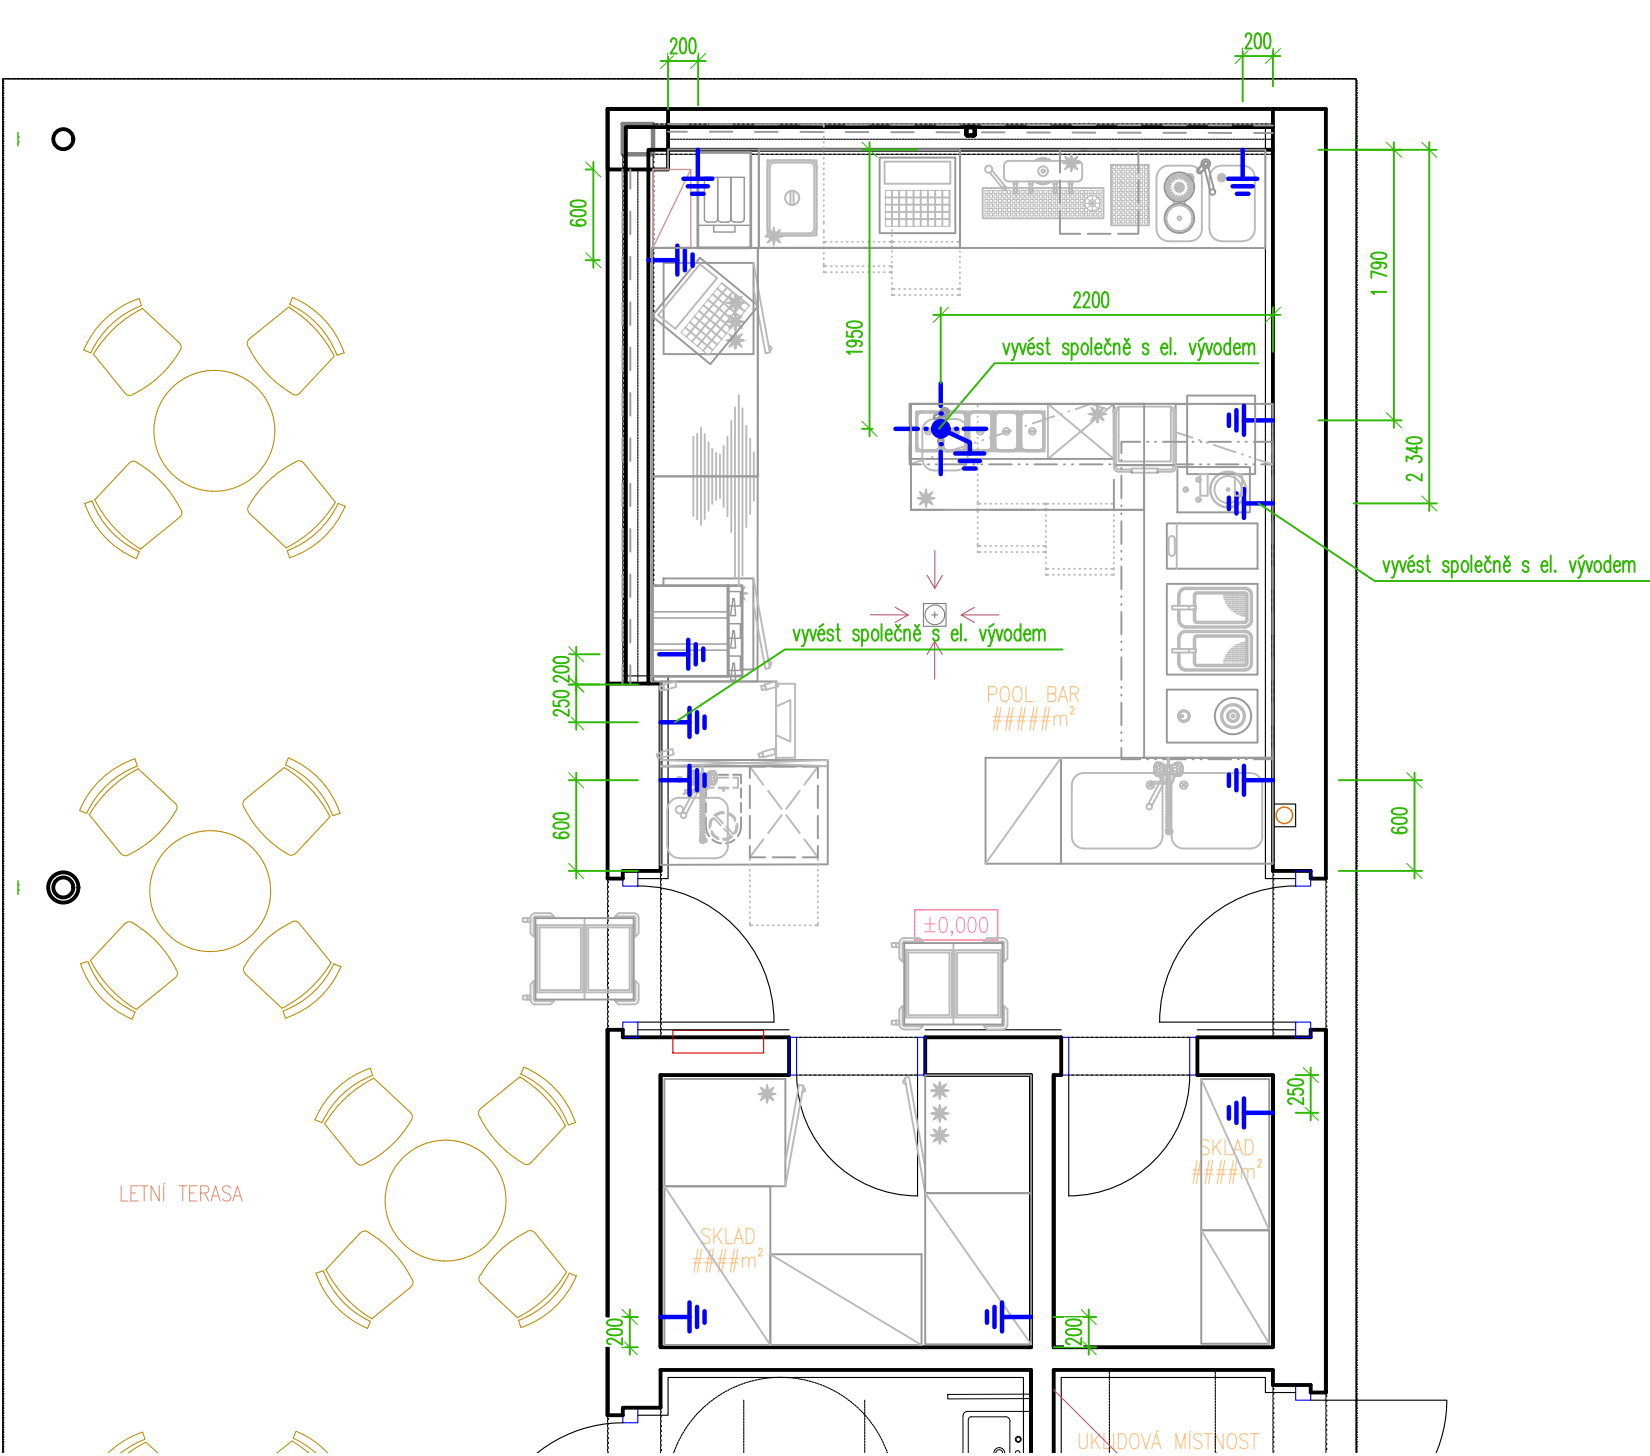 200
200
600
1 790
2200
1950
vyvést společně s el. vývodem
2 340
vyvést společně s el. vývodem
vyvést společně s el. vývodem
200
250
POOL BAR
#####m²
600
600
±0,000
250
SKLAD
####m²
LETNÍ TERASA
SKLAD
####m²
200
200
UKLIDOVÁ MÍSTNOST